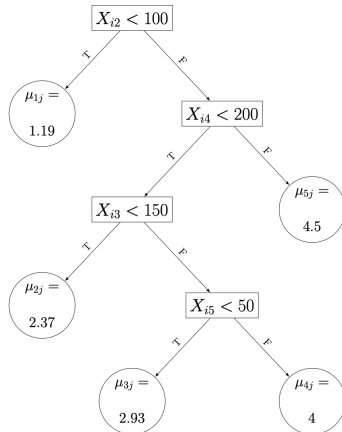 X_{i2} < 100
T
F
μ_{1j} =
1.19
X_{i4} < 200
T
F
X_{i3} < 150
μ_{5j} =
4.5
T
F
μ_{2j} =
2.37
X_{i5} < 50
T
F
μ_{3j} =
2.93
μ_{4j} =
4